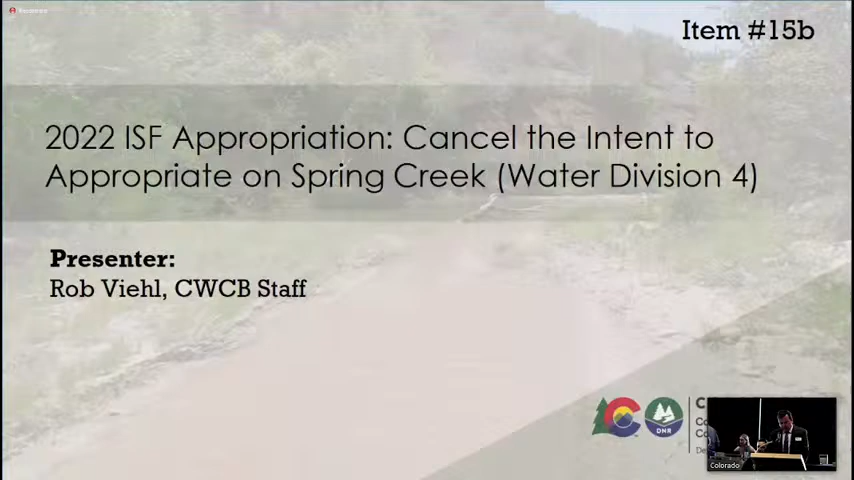 Item #15b
2022 ISF Appropriation: Cancel the Intent to
Appropriate on Spring Creek (Water Division 4)
Presenter:
Rob Viehl, CWCB Staff
DNR
Colorado